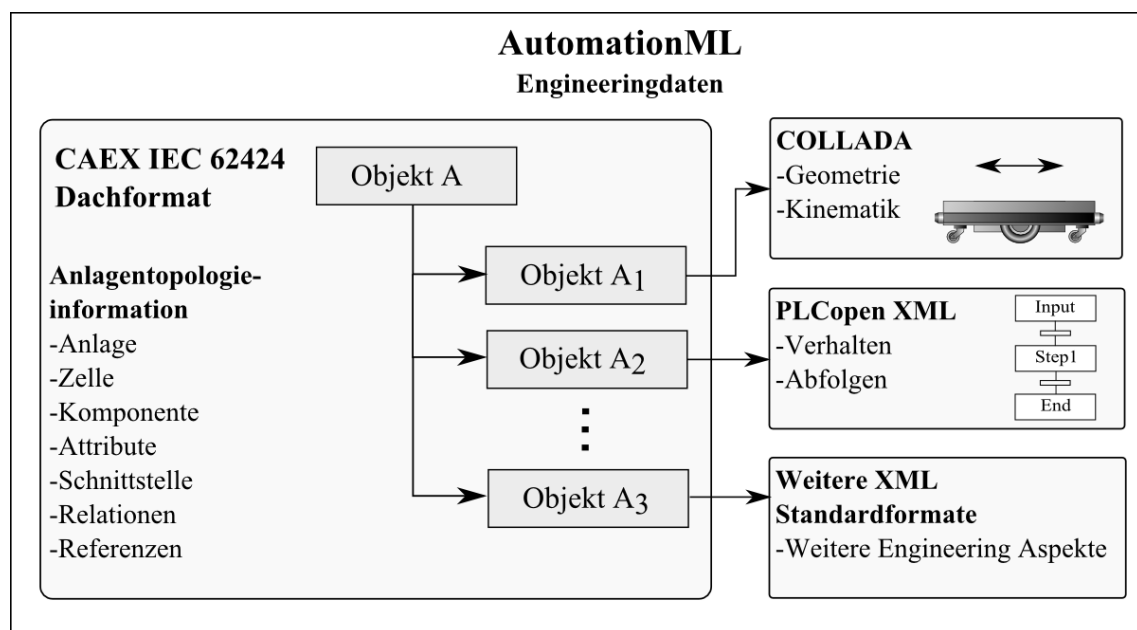 AutomationML
Engineeringdaten
CAEX IEC 62424
Dachformat
Anlagentopologie-
information
-Anlage
-Zelle
-Komponente
-Attribute
-Schnittstelle
-Relationen
-Referenzen
Objekt A
Objekt A1
Objekt A2
Objekt A3
COLLADA
-Geometrie
-Kinematik
PLCopen XML
-Verhalten
-Abfolgen
Input
Step1
End
Weitere XML
Standardformate
-Weitere Engineering Aspekte